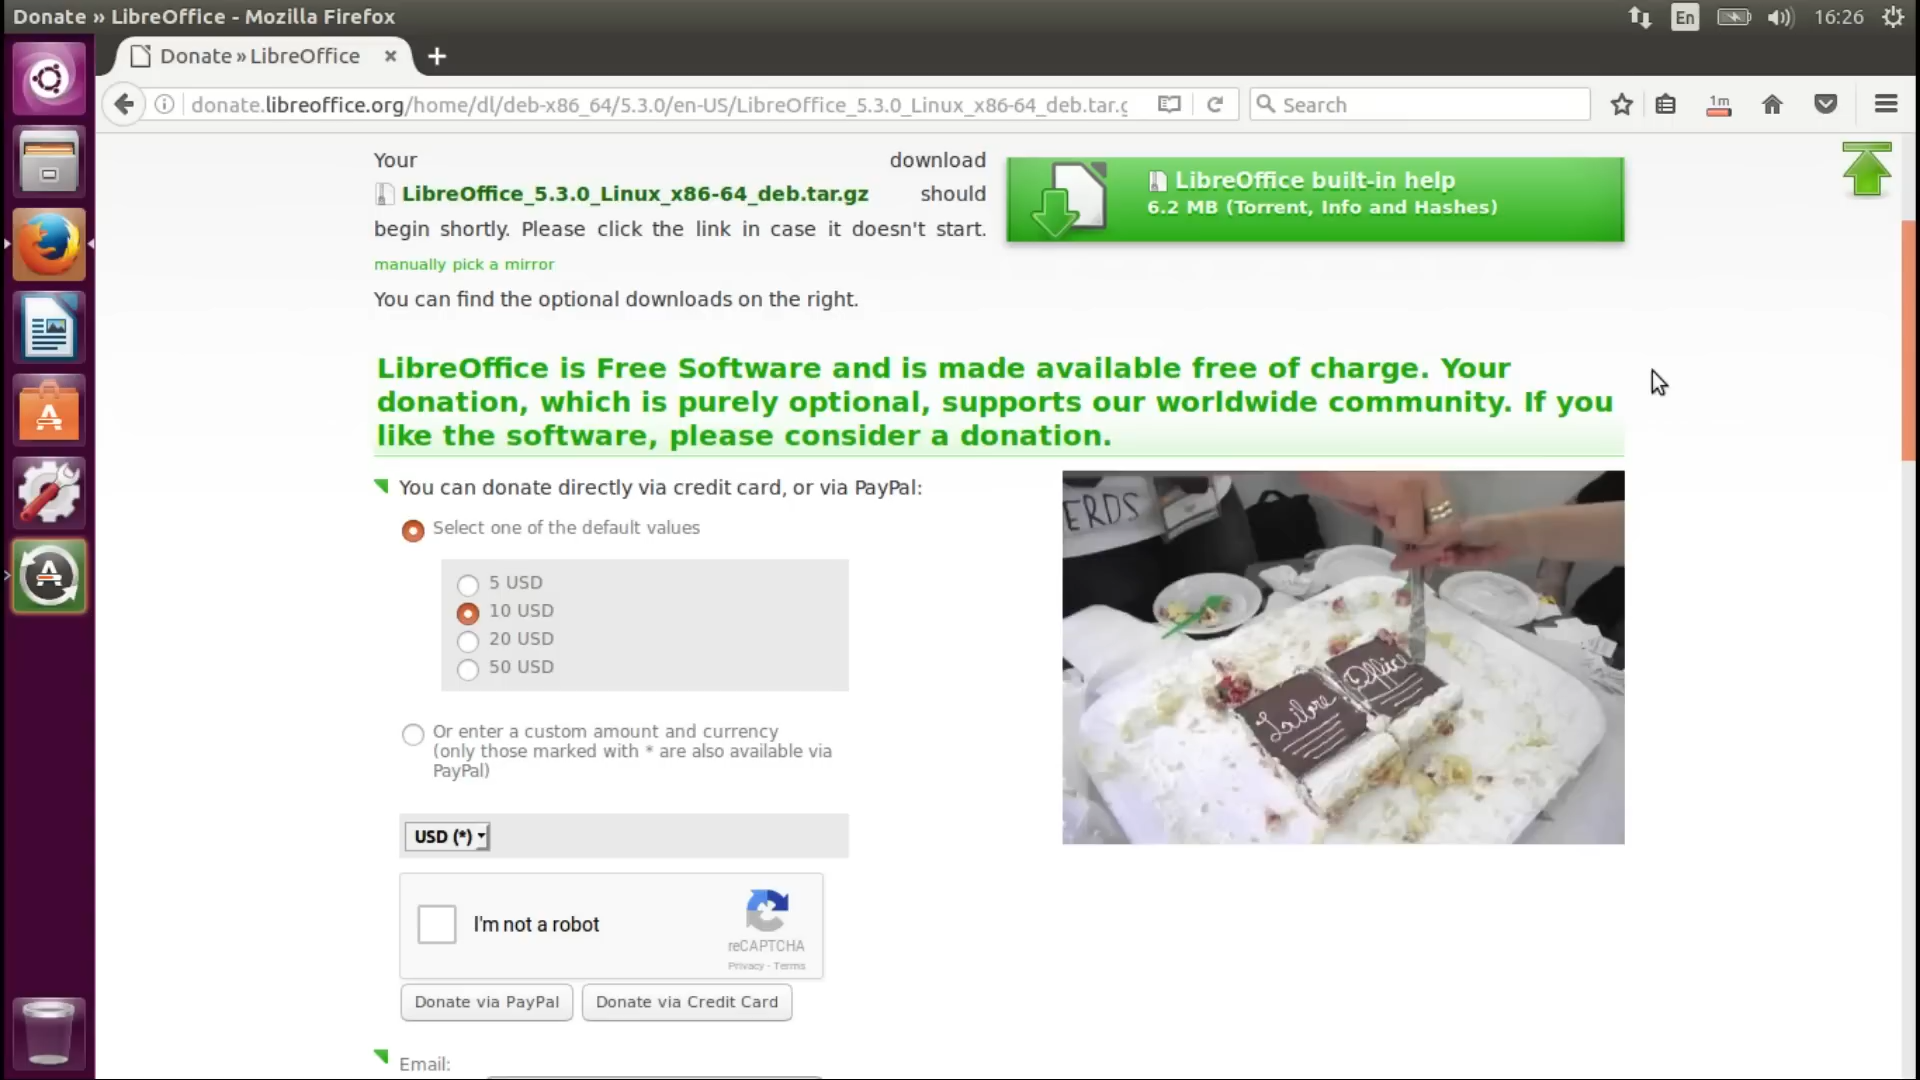 Donate » LibreOffice - Mozilla Firefox
En
16:26
Donate » LibreOffice
donate.libreoffice.org/home/dl/deb-x86_64/5.3.0/en-US/LibreOffice_5.3.0_Linux_x86-64_deb.tar.g
Search
1m
Your download
LibreOffice_5.3.0_Linux_x86-64_deb.tar.gz should
begin shortly. Please click the link in case it doesn't start.
manually pick a mirror
You can find the optional downloads on the right.
LibreOffice built-in help
6.2 MB (Torrent, Info and Hashes)
LibreOffice is Free Software and is made available free of charge. Your
donation, which is purely optional, supports our worldwide community. If you
like the software, please consider a donation.
You can donate directly via credit card, or via PayPal:
Select one of the default values
5 USD
10 USD
20 USD
50 USD
Or enter a custom amount and currency
(only those marked with * are also available via
PayPal)
USD (*)
I'm not a robot
reCAPTCHA
Privacy - Terms
Donate via PayPal
Donate via Credit Card
Email:
ERDS
Libre Office